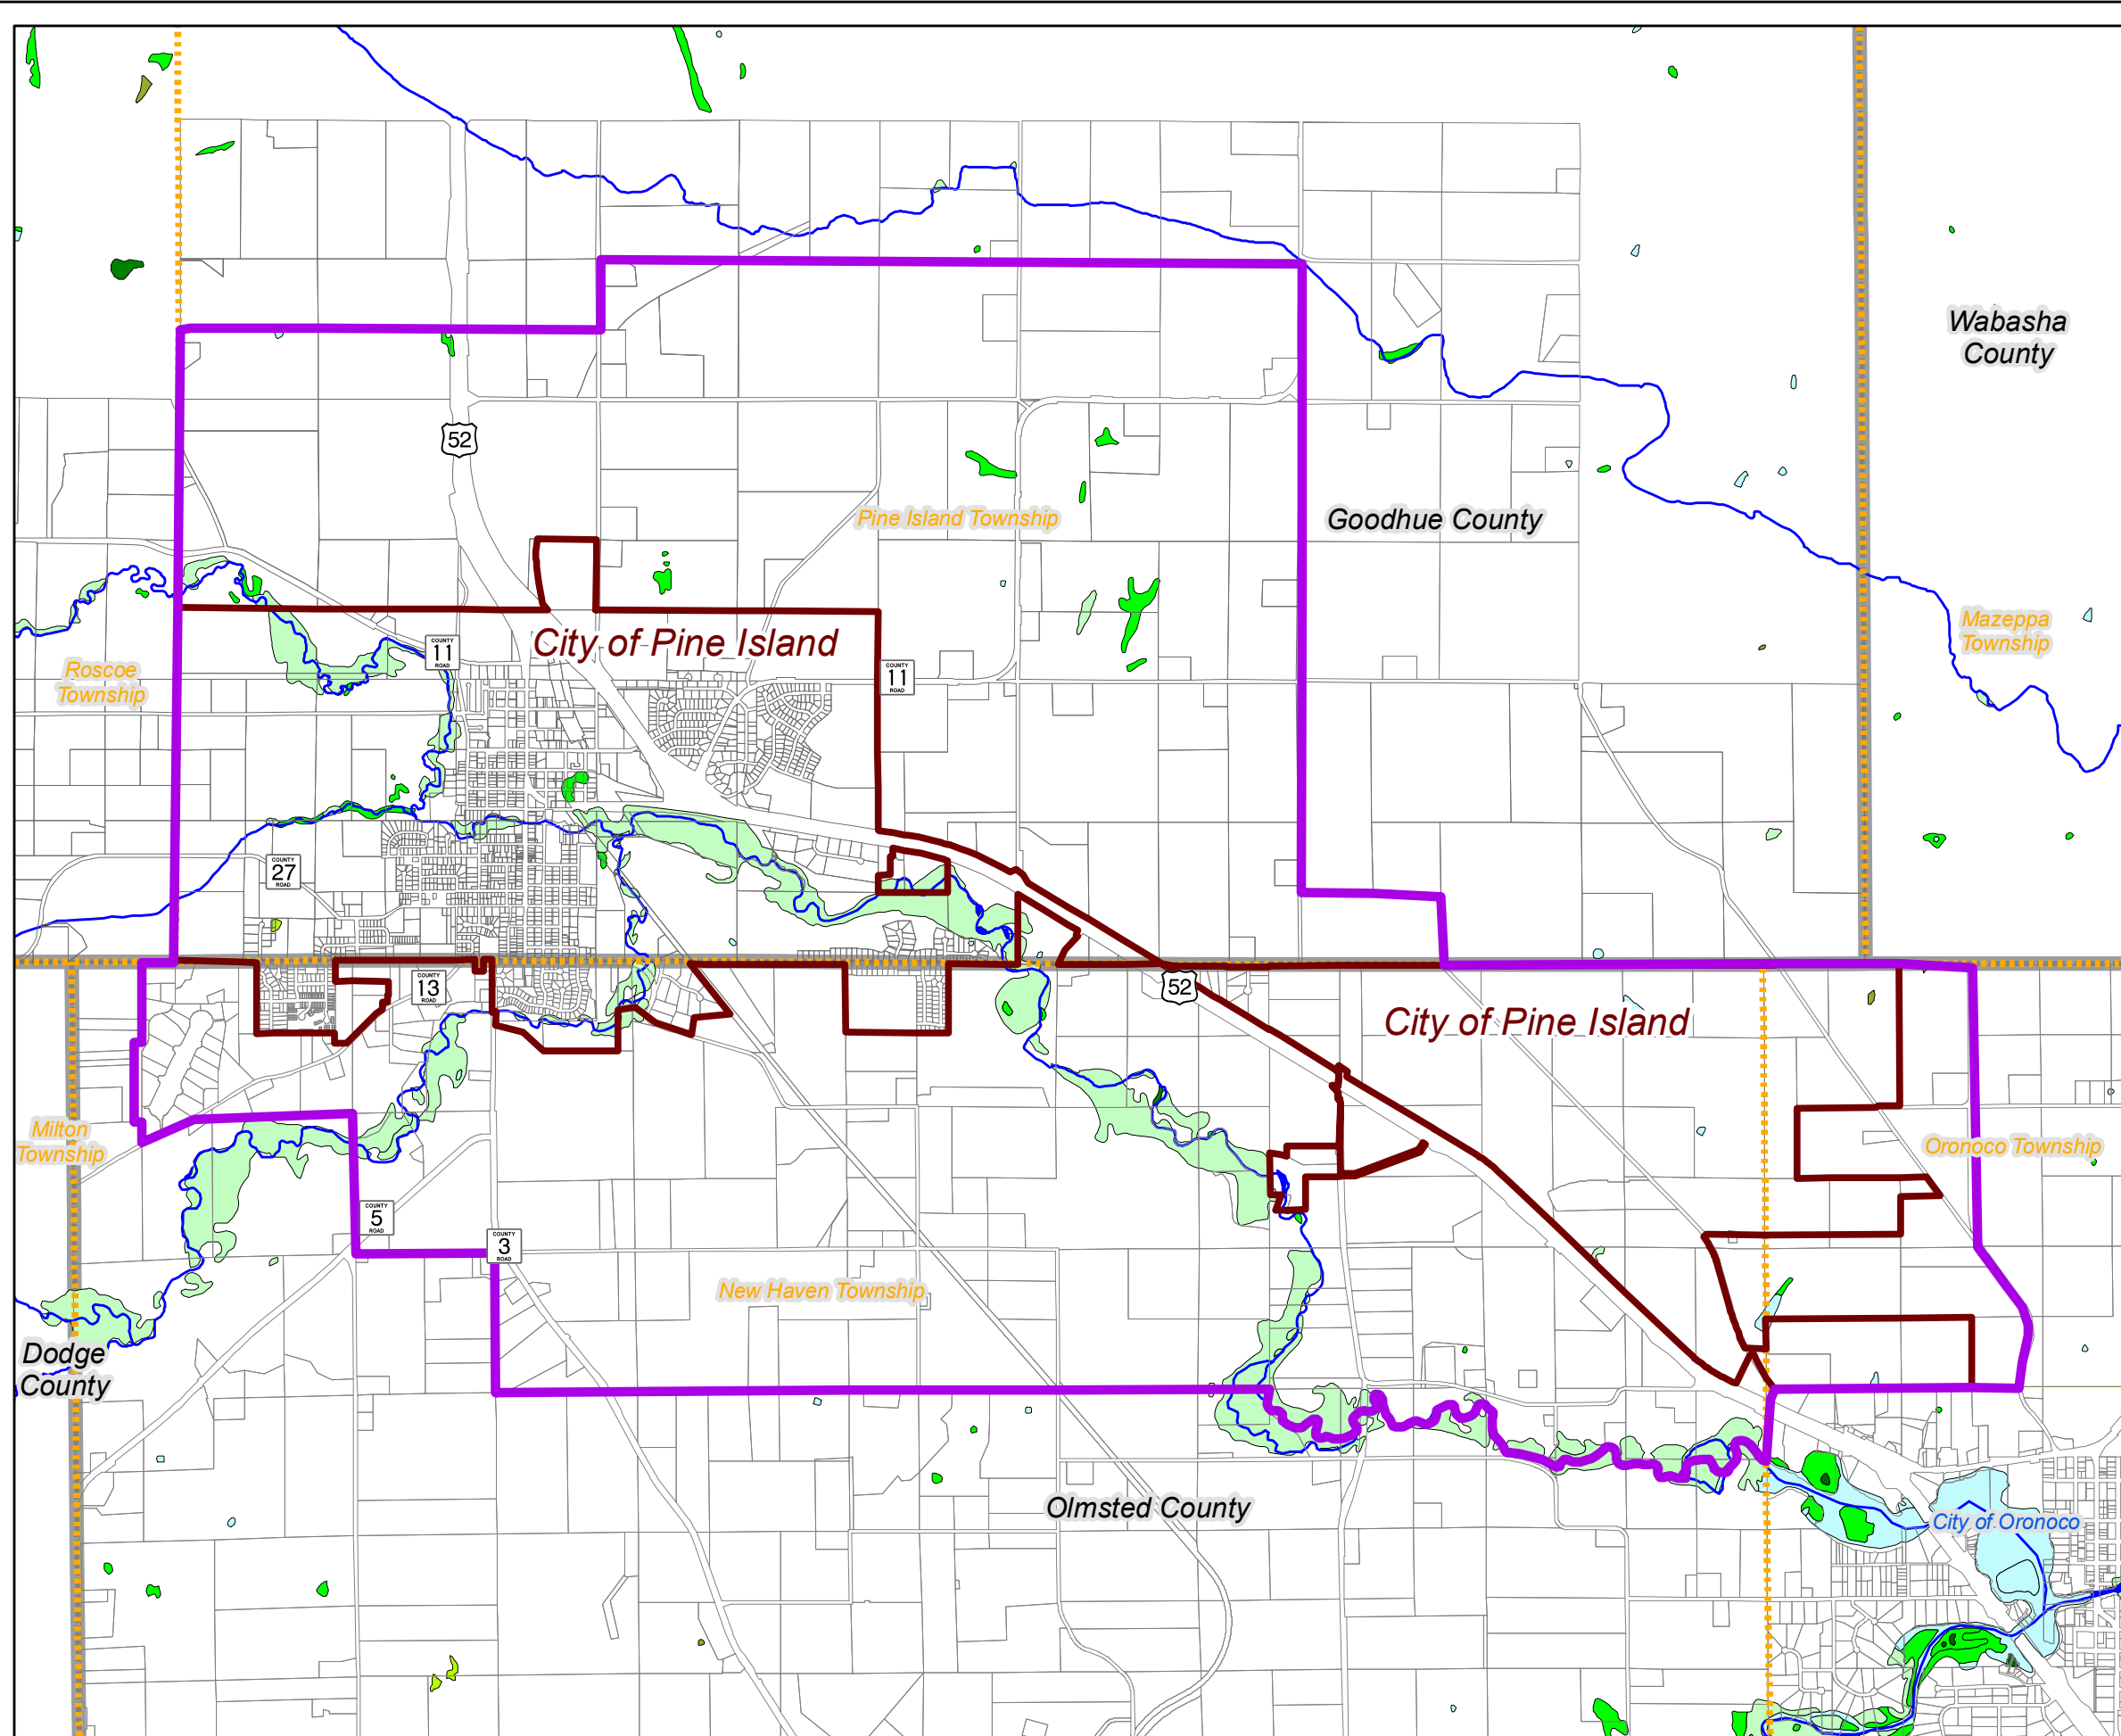 Wabasha
County
52
Pine Island Township
Goodhue County
Mazeppa
Township
City of Pine Island
COUNTY
11
ROAD
COUNTY
11
ROAD
Roscoe
Township
COUNTY
27
ROAD
COUNTY
13
ROAD
52
City of Pine Island
Milton
Township
Oronoco Township
COUNTY
5
ROAD
COUNTY
3
ROAD
New Haven Township
Dodge
County
Olmsted County
City of Oronoco